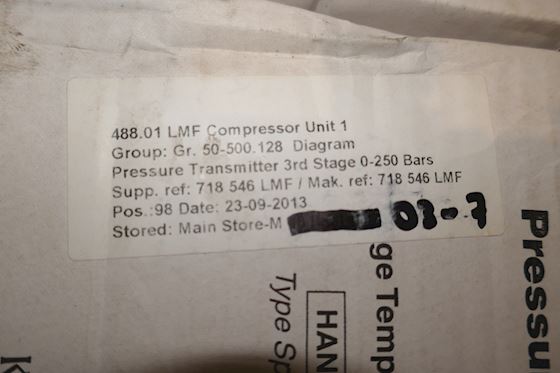 488.01 LMF Compressor Unit 1
Group: Gr. 50-500.128 Diagram
Pressure Transmitter 3rd Stage 0-250 Bars
Supp. ref: 718 546 LMF / Mak. ref: 718 546 LMF
Pos.:98 Date: 23-09-2013
Stored: Main Store-M 03-7
Pressu
ge Temp
HAN
Type Sp
K